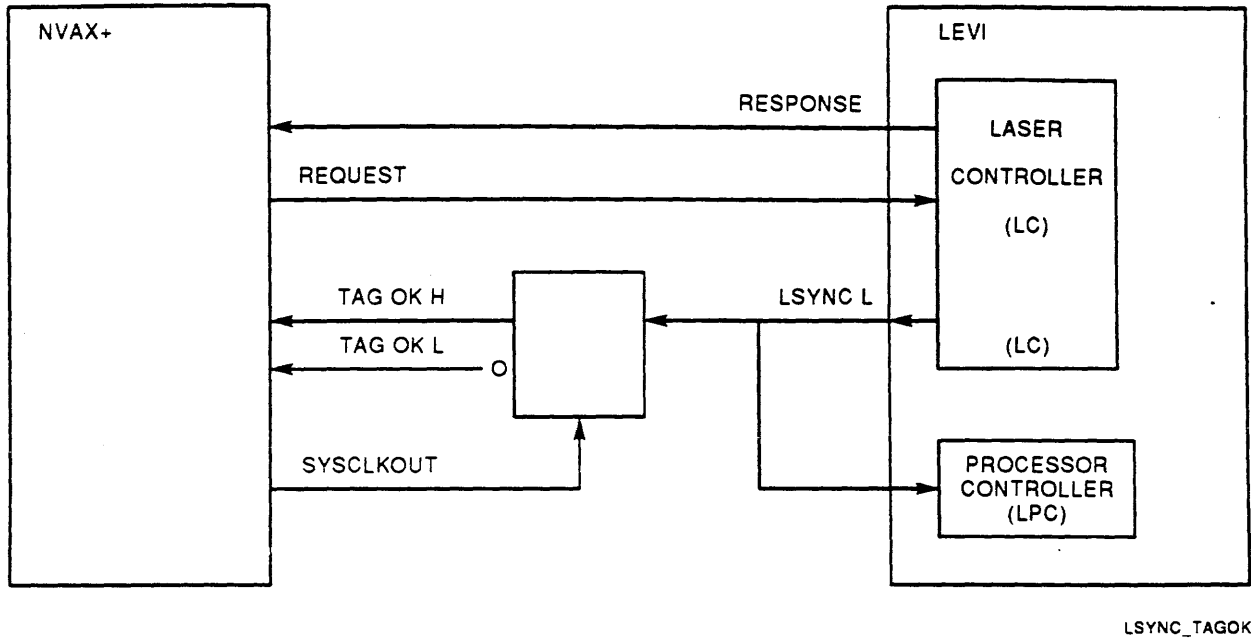 NVAX+
LEVI
RESPONSE
LASER
CONTROLLER
(LC)
REQUEST
TAG OK H
LSYNC L
TAG OK L
(LC)
SYSCLKOUT
PROCESSOR
CONTROLLER
(LPC)
LSYNC_TAGOK